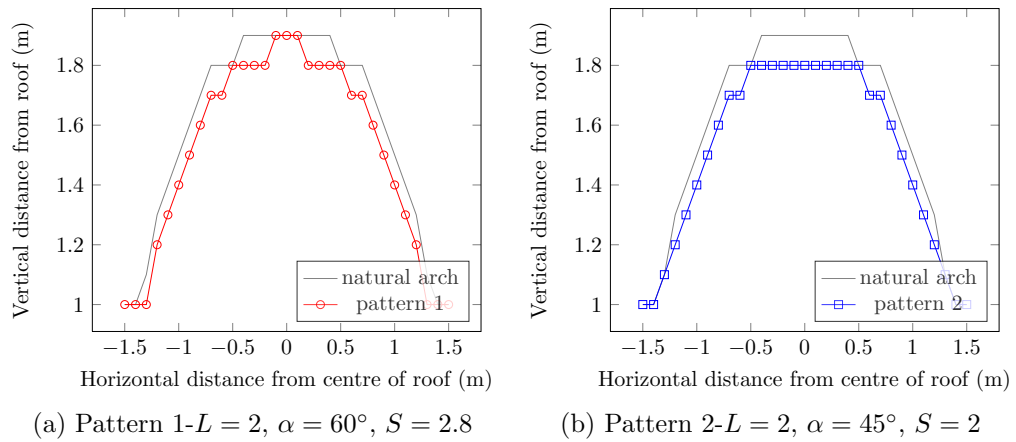 Vertical distance from roof (m)
1.8
1.6
1.4
1.2
1
−1.5
−1
−0.5
0
0.5
1
1.5
Horizontal distance from centre of roof (m)
natural arch
pattern 1
(a) Pattern 1-L = 2, α = 60°, S = 2.8
Vertical distance from roof (m)
1.8
1.6
1.4
1.2
1
−1.5
−1
−0.5
0
0.5
1
1.5
Horizontal distance from centre of roof (m)
natural arch
pattern 2
(b) Pattern 2-L = 2, α = 45°, S = 2